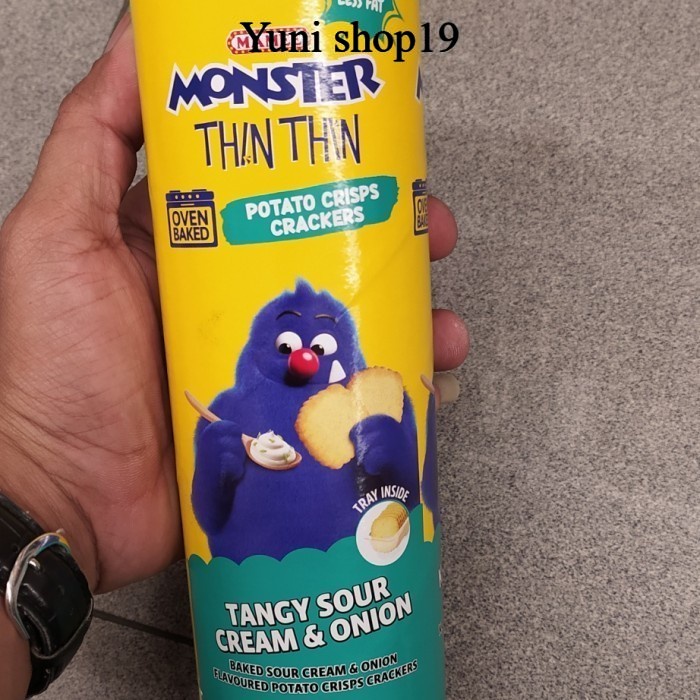 LESS FAT
Yuni shop19
MONSTER
THIN THIN
OVEN
BAKED
POTATO CRISPS
CRACKERS
TRAY INSIDE
TANGY SOUR
CREAM & ONION
BAKED SOUR CREAM & ONION
FLAVOURED POTATO CRISPS CRACKERS